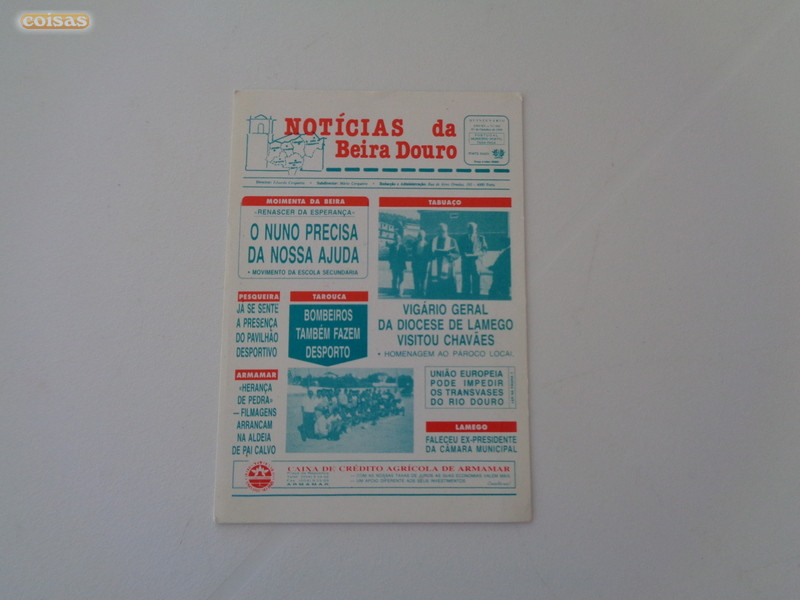 coisas
NOTÍCIAS da
Beira Douro
QUINZENÁRIO
MOIMENTA DA BEIRA
«RENASCER DA ESPERANÇA»
O NUNO PRECISA
DA NOSSA AJUDA
• MOVIMENTO DA ESCOLA SECUNDÁRIA
TABUAÇO
VIGÁRIO GERAL
DA DIOCESE DE LAMEGO
VISITOU CHAVÃES
• HOMENAGEM AO PÁROCO LOCAL
PESQUEIRA
JÁ SE SENTE
A PRESENÇA
DO PAVILHÃO
DESPORTIVO
TAROUCA
BOMBEIROS
TAMBÉM FAZEM
DESPORTO
ARMAMAR
«HERANÇA
DE PEDRA»
— FILMAGENS
ARRANCAM
NA ALDEIA
DE PAI CALVO
UNIÃO EUROPEIA
PODE IMPEDIR
OS TRANSVASES
DO RIO DOURO
LAMEGO
FALECEU EX-PRESIDENTE
DA CÂMARA MUNICIPAL
CAIXA DE CRÉDITO AGRÍCOLA DE ARMAMAR
ARMAMAR